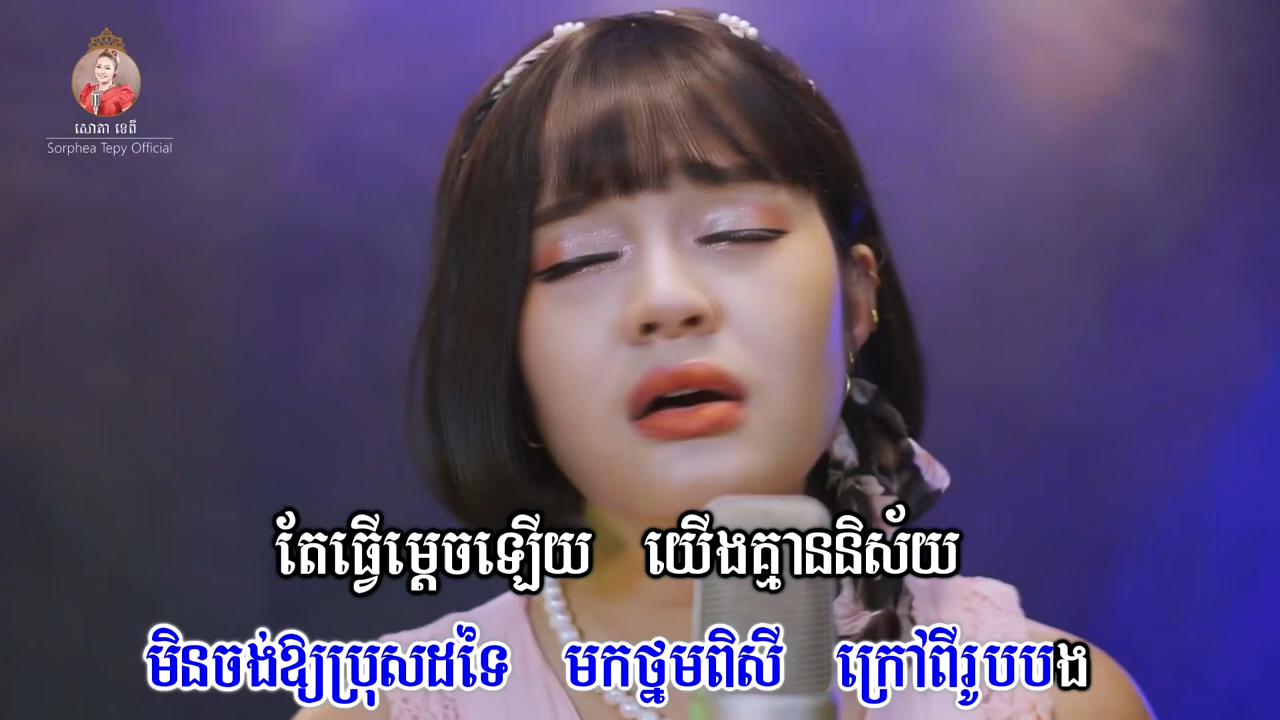 សោភា ទេពី
Sorphea Tepy Official
តែធ្វើម្ដេចឡើយ យើងគ្មាននិស្ស័យ
មិនចង់ឱ្យប្រុសដទៃ មកថ្នមពិសី ក្រៅពីរូបបង